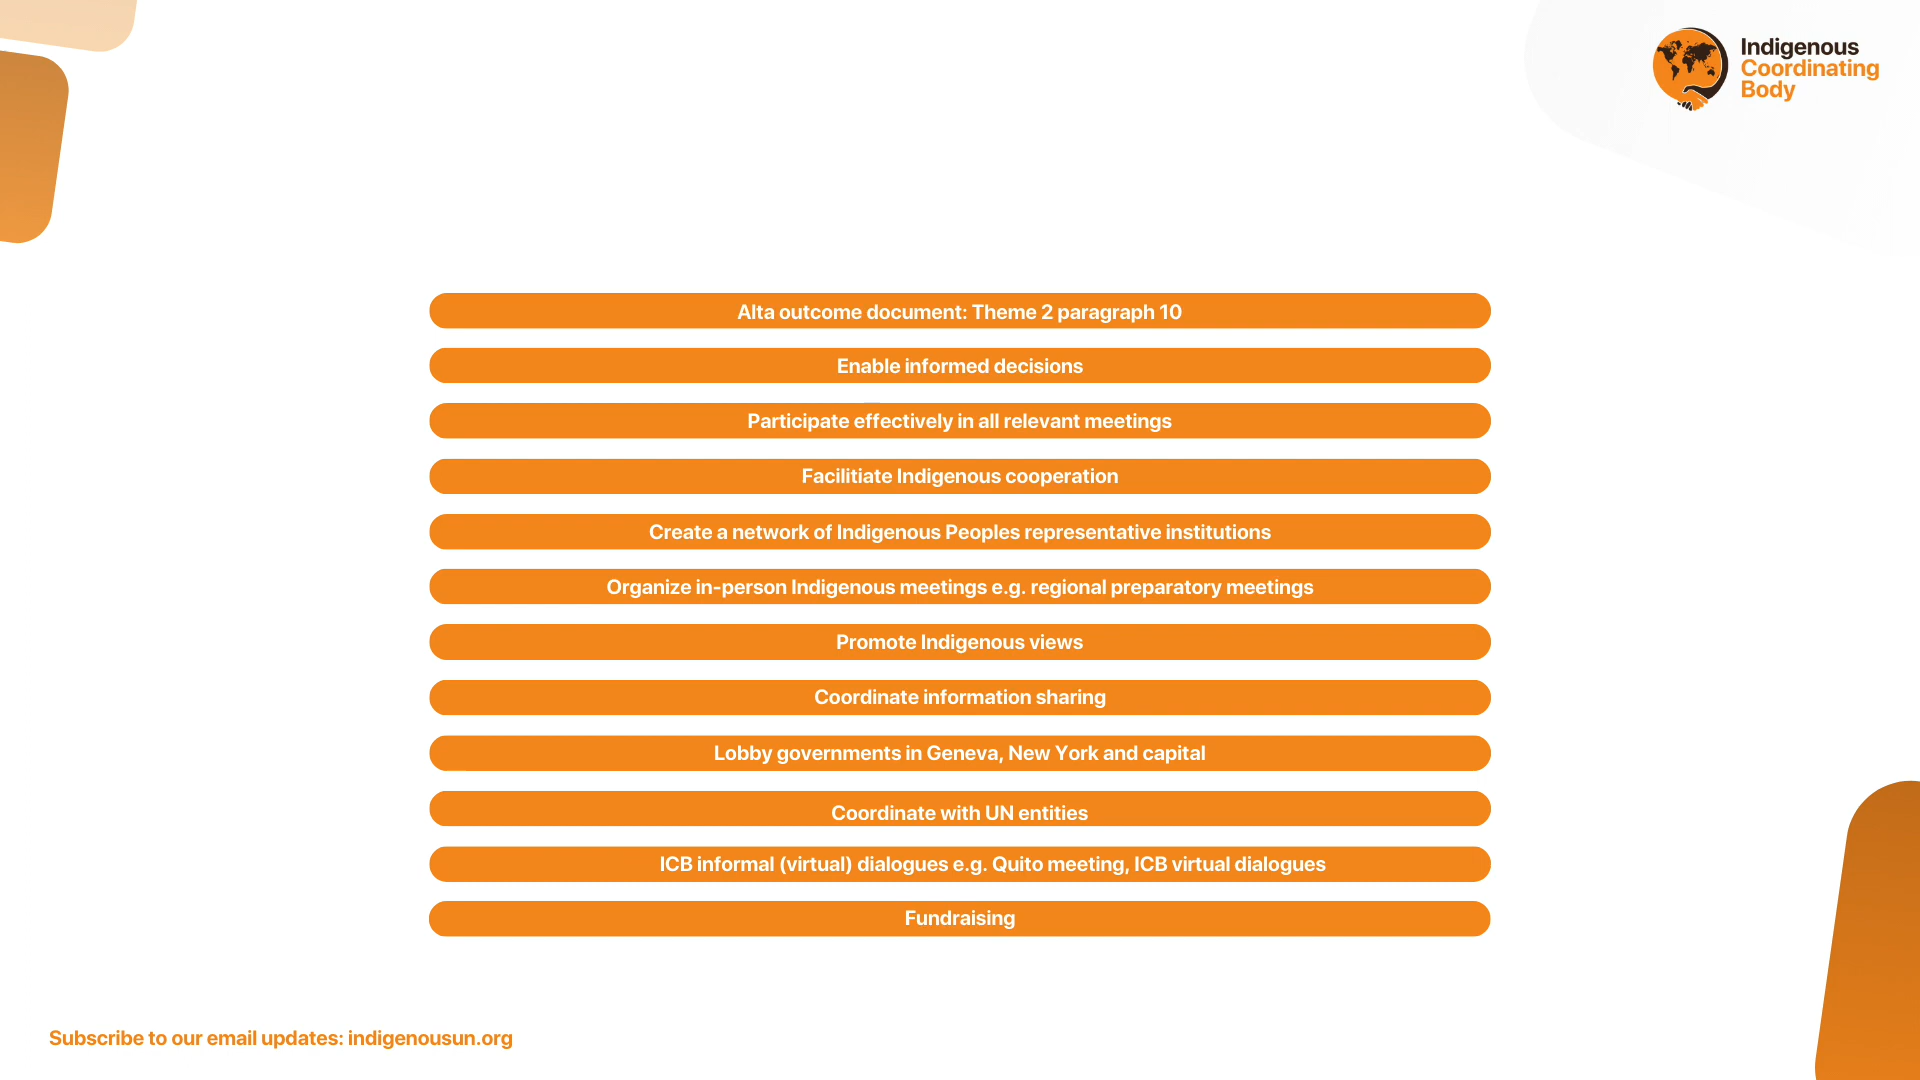 Indigenous
Coordinating
Body
Alta outcome document: Theme 2 paragraph 10
Enable informed decisions
Participate effectively in all relevant meetings
Facilitiate Indigenous cooperation
Create a network of Indigenous Peoples representative institutions
Organize in-person Indigenous meetings e.g. regional preparatory meetings
Promote Indigenous views
Coordinate information sharing
Lobby governments in Geneva, New York and capital
Coordinate with UN entities
ICB informal (virtual) dialogues e.g. Quito meeting, ICB virtual dialogues
Fundraising
Subscribe to our email updates: indigenousun.org